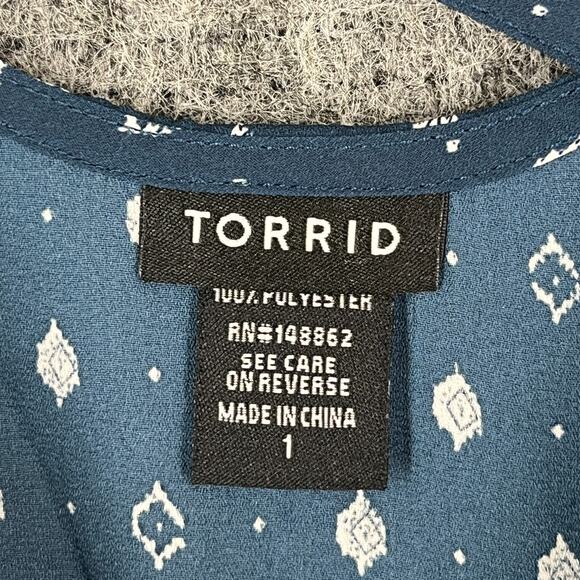 TORRID
100% POLYESTER
RN#148862
SEE CARE
ON REVERSE
MADE IN CHINA
1